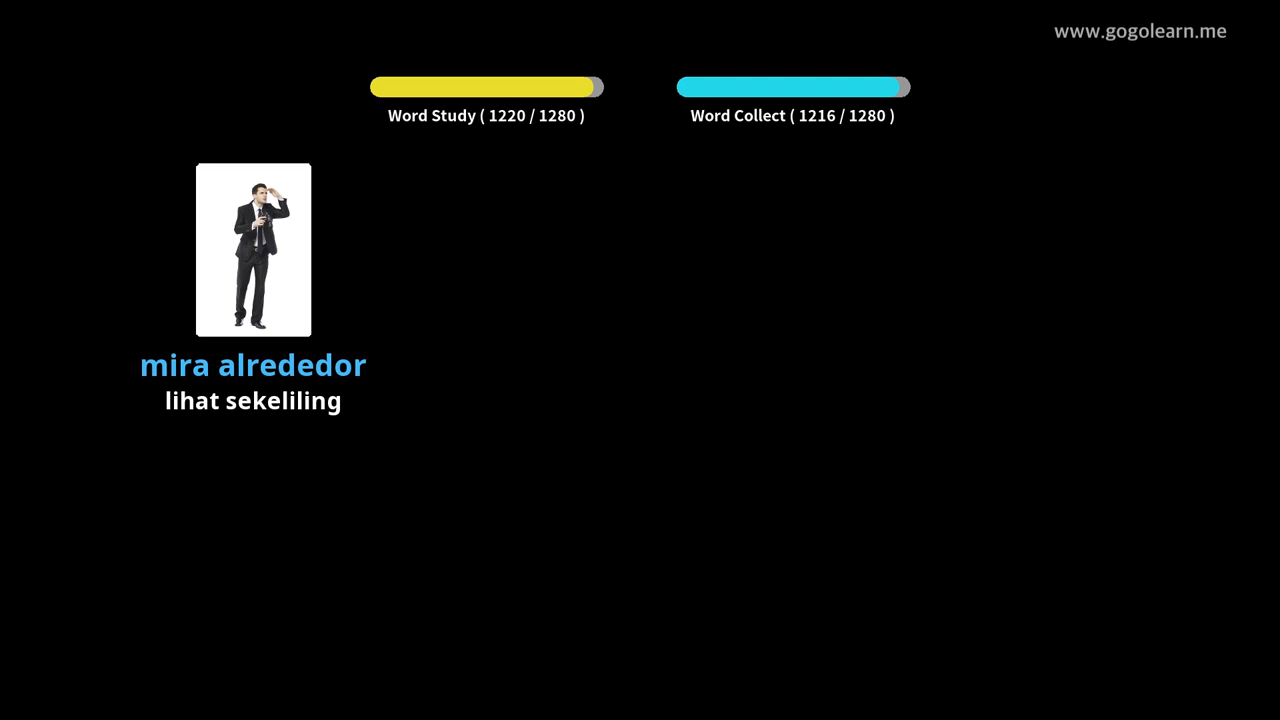 www.gogolearn.me
Word Study ( 1220 / 1280 )
Word Collect ( 1216 / 1280 )
mira alrededor
lihat sekeliling